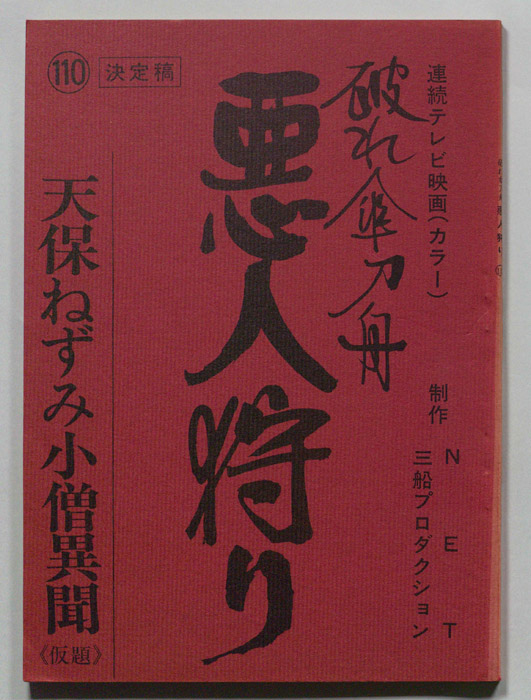 連続テレビ映画(カラー)
制作 NET
三船プロダクション
破れ傘刀舟
悪人狩り
110 決定稿
天保ねずみ小僧異聞
《仮題》